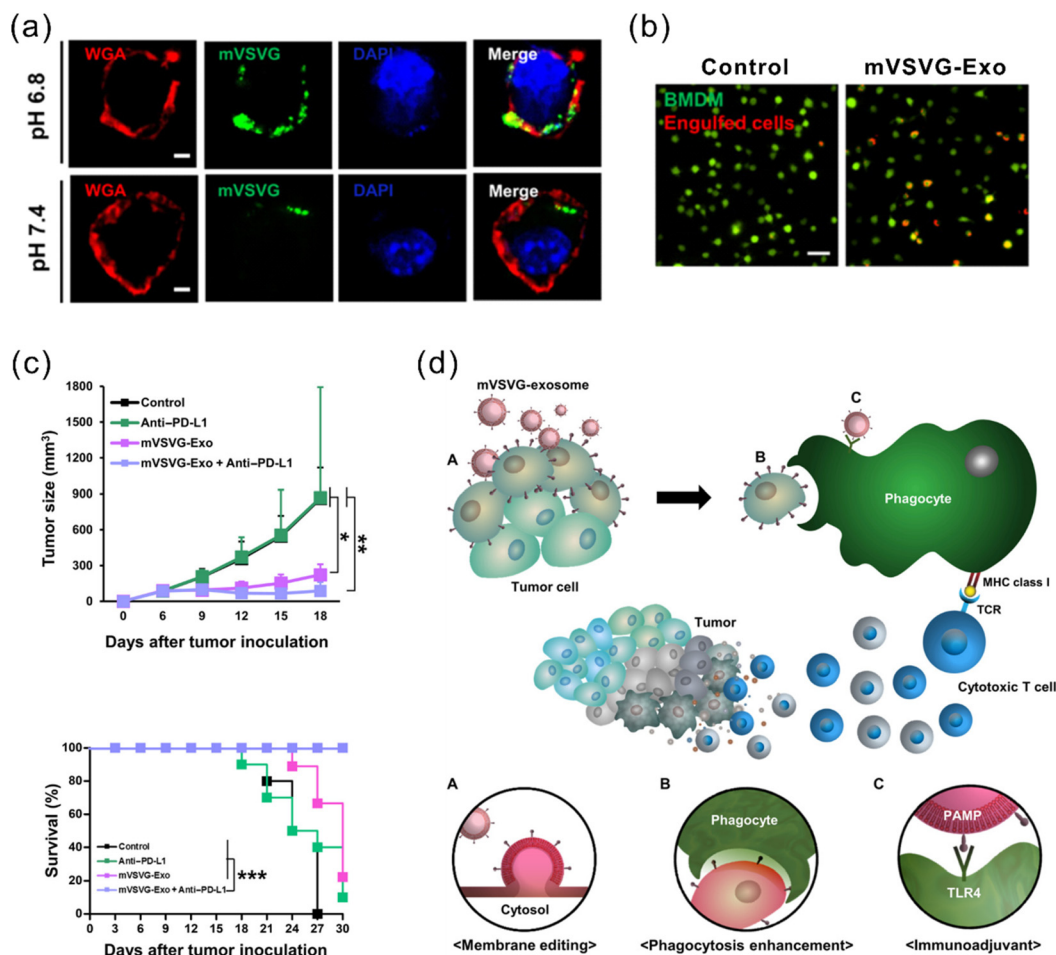 (a)
WGA
mVSVG
DAPI
Merge
pH 6.8
WGA
mVSVG
DAPI
Merge
pH 7.4
(b)
Control
mVSVG-Exo
BMDM
Engulfed cells
(c)
1800
1500
1200
900
600
300
0
Tumor size (mm³)
Control
Anti–PD-L1
mVSVG-Exo
mVSVG-Exo + Anti–PD-L1
*
**
0 6 9 12 15 18
Days after tumor inoculation
100
80
60
40
20
0
Survival (%)
Control
Anti–PD-L1
mVSVG-Exo
mVSVG-Exo + Anti–PD-L1
***
0 3 6 9 12 15 18 21 24 27 30
Days after tumor inoculation
(d)
mVSVG-exosome
A
Tumor cell
C
B
Phagocyte
MHC class I
TCR
Cytotoxic T cell
Tumor
A
Cytosol
<Membrane editing>
B
Phagocyte
<Phagocytosis enhancement>
C
PAMP
TLR4
<Immunoadjuvant>